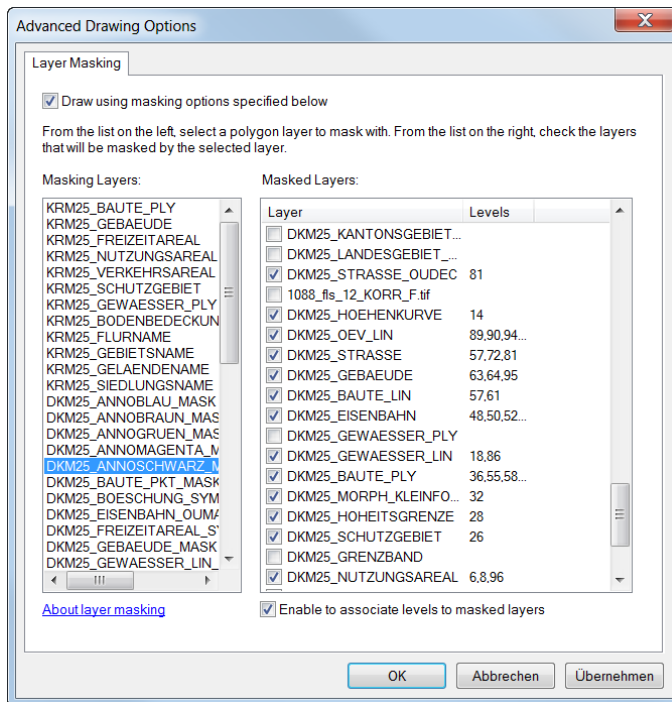 Advanced Drawing Options
Layer Masking
Draw using masking options specified below
From the list on the left, select a polygon layer to mask with. From the list on the right, check the layers
that will be masked by the selected layer.
Masking Layers:
KRM25_BAUTE_PLY
KRM25_GEBAEUDE
KRM25_FREIZEITAREAL
KRM25_NUTZUNGSAREAL
KRM25_VERKEHRSAREAL
KRM25_SCHUTZGEBIET
KRM25_GEWAESSER_PLY
KRM25_BODENBEDECKUN
KRM25_FLURNAME
KRM25_GEBIETSNAME
KRM25_GELAENDENAME
KRM25_SIEDLUNGSNAME
DKM25_ANNOBLAU_MASK
DKM25_ANNOBRAUN_MAS
DKM25_ANNOGRUEN_MAS
DKM25_ANNOMAGENTA_M
DKM25_ANNOSCHWARZ_M
DKM25_BAUTE_PKT_MASK
DKM25_BOESCHUNG_SYM
DKM25_EISENBAHN_OUMA
DKM25_FREIZEITAREAL_SY
DKM25_GEBAEUDE_MASK
DKM25_GEWAESSER_LIN_
About layer masking
Masked Layers:
Layer Levels
DKM25_KANTONSGEBIET...
DKM25_LANDESGEBIET_...
DKM25_STRASSE_OUDEC 81
1088_fls_12_KORR_F.tif
DKM25_HOEHENKURVE 14
DKM25_OEV_LIN 89,90,94...
DKM25_STRASSE 57,72,81
DKM25_GEBAEUDE 63,64,95
DKM25_BAUTE_LIN 57,61
DKM25_EISENBAHN 48,50,52...
DKM25_GEWAESSER_PLY
DKM25_GEWAESSER_LIN 18,86
DKM25_BAUTE_PLY 36,55,58...
DKM25_MORPH_KLEINFO... 32
DKM25_HOHEITSGRENZE 28
DKM25_SCHUTZGEBIET 26
DKM25_GRENZBAND
DKM25_NUTZUNGSAREAL 6,8,96
Enable to associate levels to masked layers
OK
Abbrechen
Übernehmen